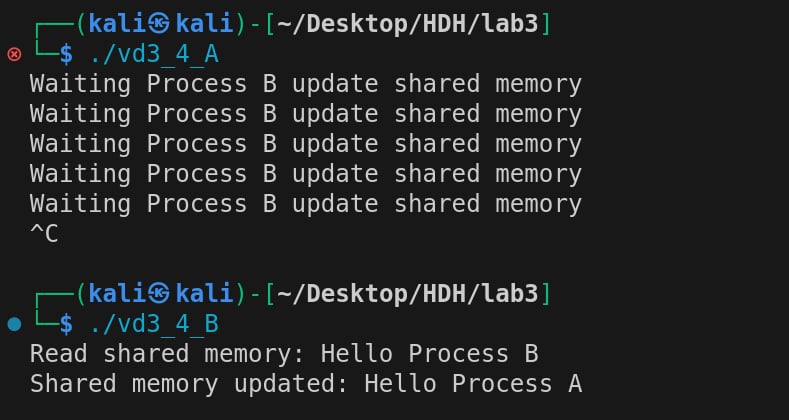 ┌──(kali㉿kali)-[~/Desktop/HDH/lab3]
└─$ ./vd3_4_A
Waiting Process B update shared memory
Waiting Process B update shared memory
Waiting Process B update shared memory
Waiting Process B update shared memory
Waiting Process B update shared memory
^C
┌──(kali㉿kali)-[~/Desktop/HDH/lab3]
└─$ ./vd3_4_B
Read shared memory: Hello Process B
Shared memory updated: Hello Process A